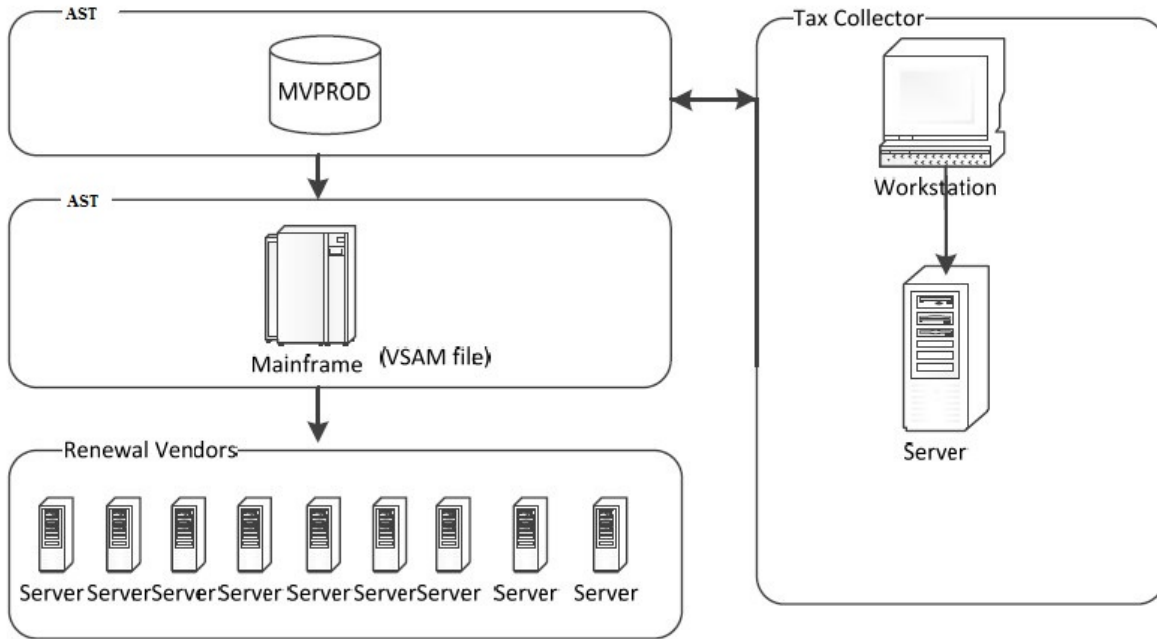 AST
MVPROD
AST
Mainframe (VSAM file)
Renewal Vendors
Server Server Server Server Server Server Server Server Server
Tax Collector
Workstation
Server